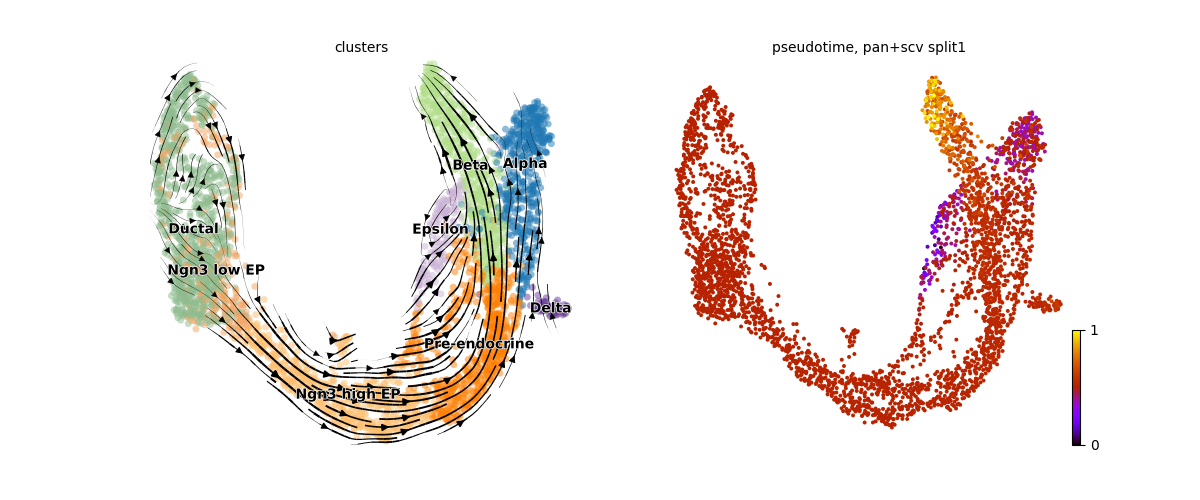 clusters
Beta
Alpha
Ductal
Epsilon
Ngn3 low EP
Delta
Pre-endocrine
Ngn3 high EP
pseudotime, pan+scv split1
1
0